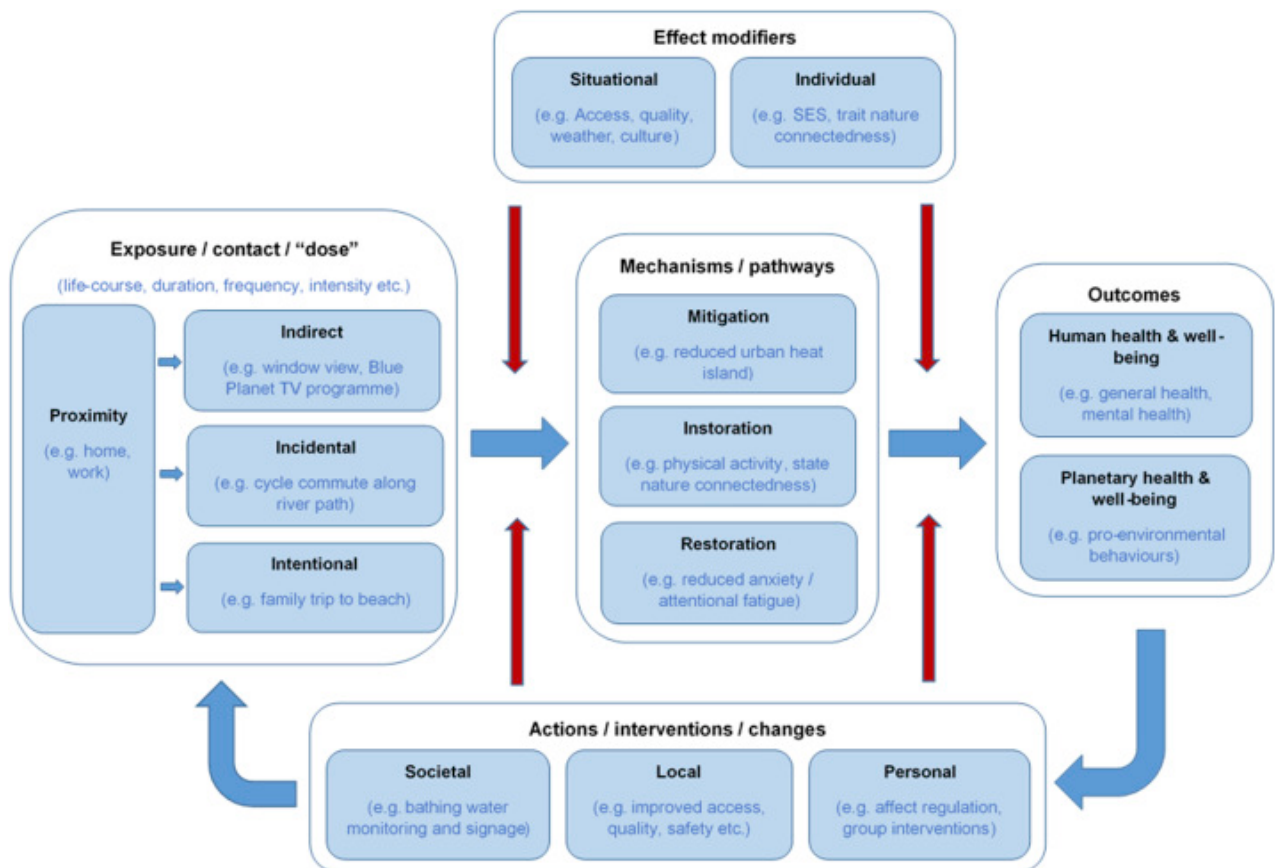 Effect modifiers
Situational
(e.g. Access, quality,
weather, culture)
Individual
(e.g. SES, trait nature
connectedness)
Exposure / contact / “dose”
(life-course, duration, frequency, intensity etc.)
Proximity
(e.g. home,
work)
Indirect
(e.g. window view, Blue
Planet TV programme)
Incidental
(e.g. cycle commute along
river path)
Intentional
(e.g. family trip to beach)
Mechanisms / pathways
Mitigation
(e.g. reduced urban heat
island)
Instoration
(e.g. physical activity, state
nature connectedness)
Restoration
(e.g. reduced anxiety /
attentional fatigue)
Outcomes
Human health & well-
being
(e.g. general health,
mental health)
Planetary health &
well-being
(e.g. pro-environmental
behaviours)
Actions / interventions / changes
Societal
(e.g. bathing water
monitoring and signage)
Local
(e.g. improved access,
quality, safety etc.)
Personal
(e.g. affect regulation,
group interventions)